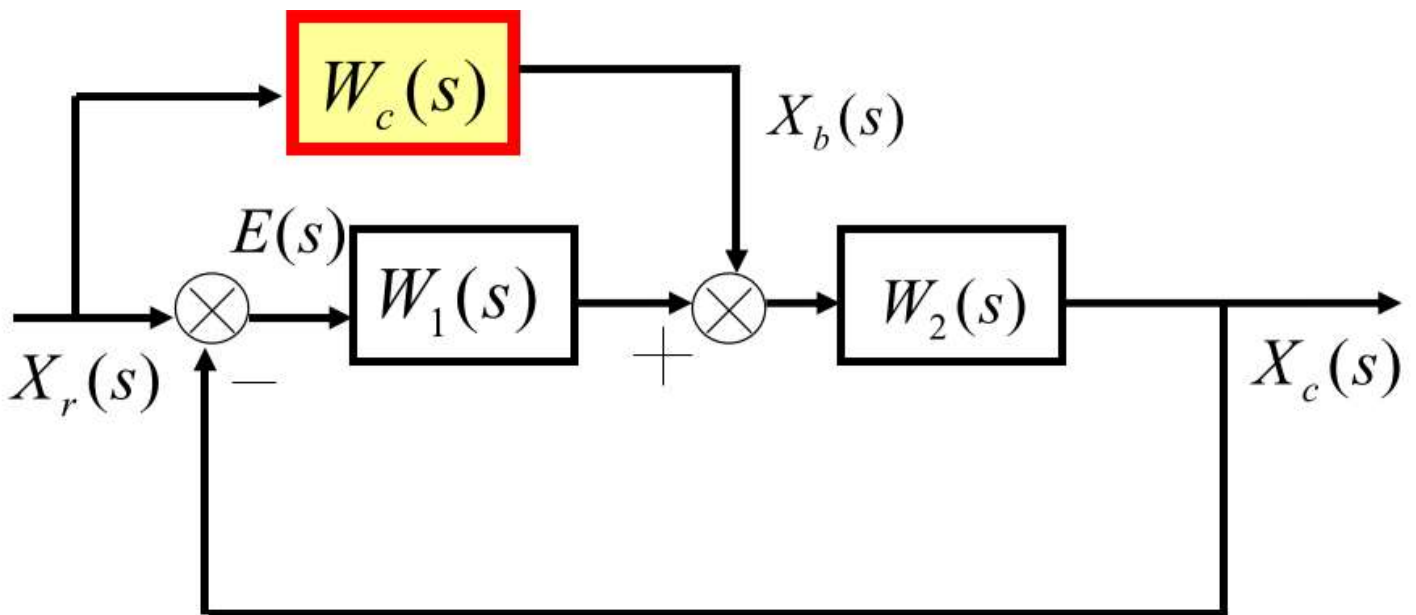 W_c(s)
X_b(s)
E(s)
W_1(s)
W_2(s)
+
X_r(s)
−
X_c(s)